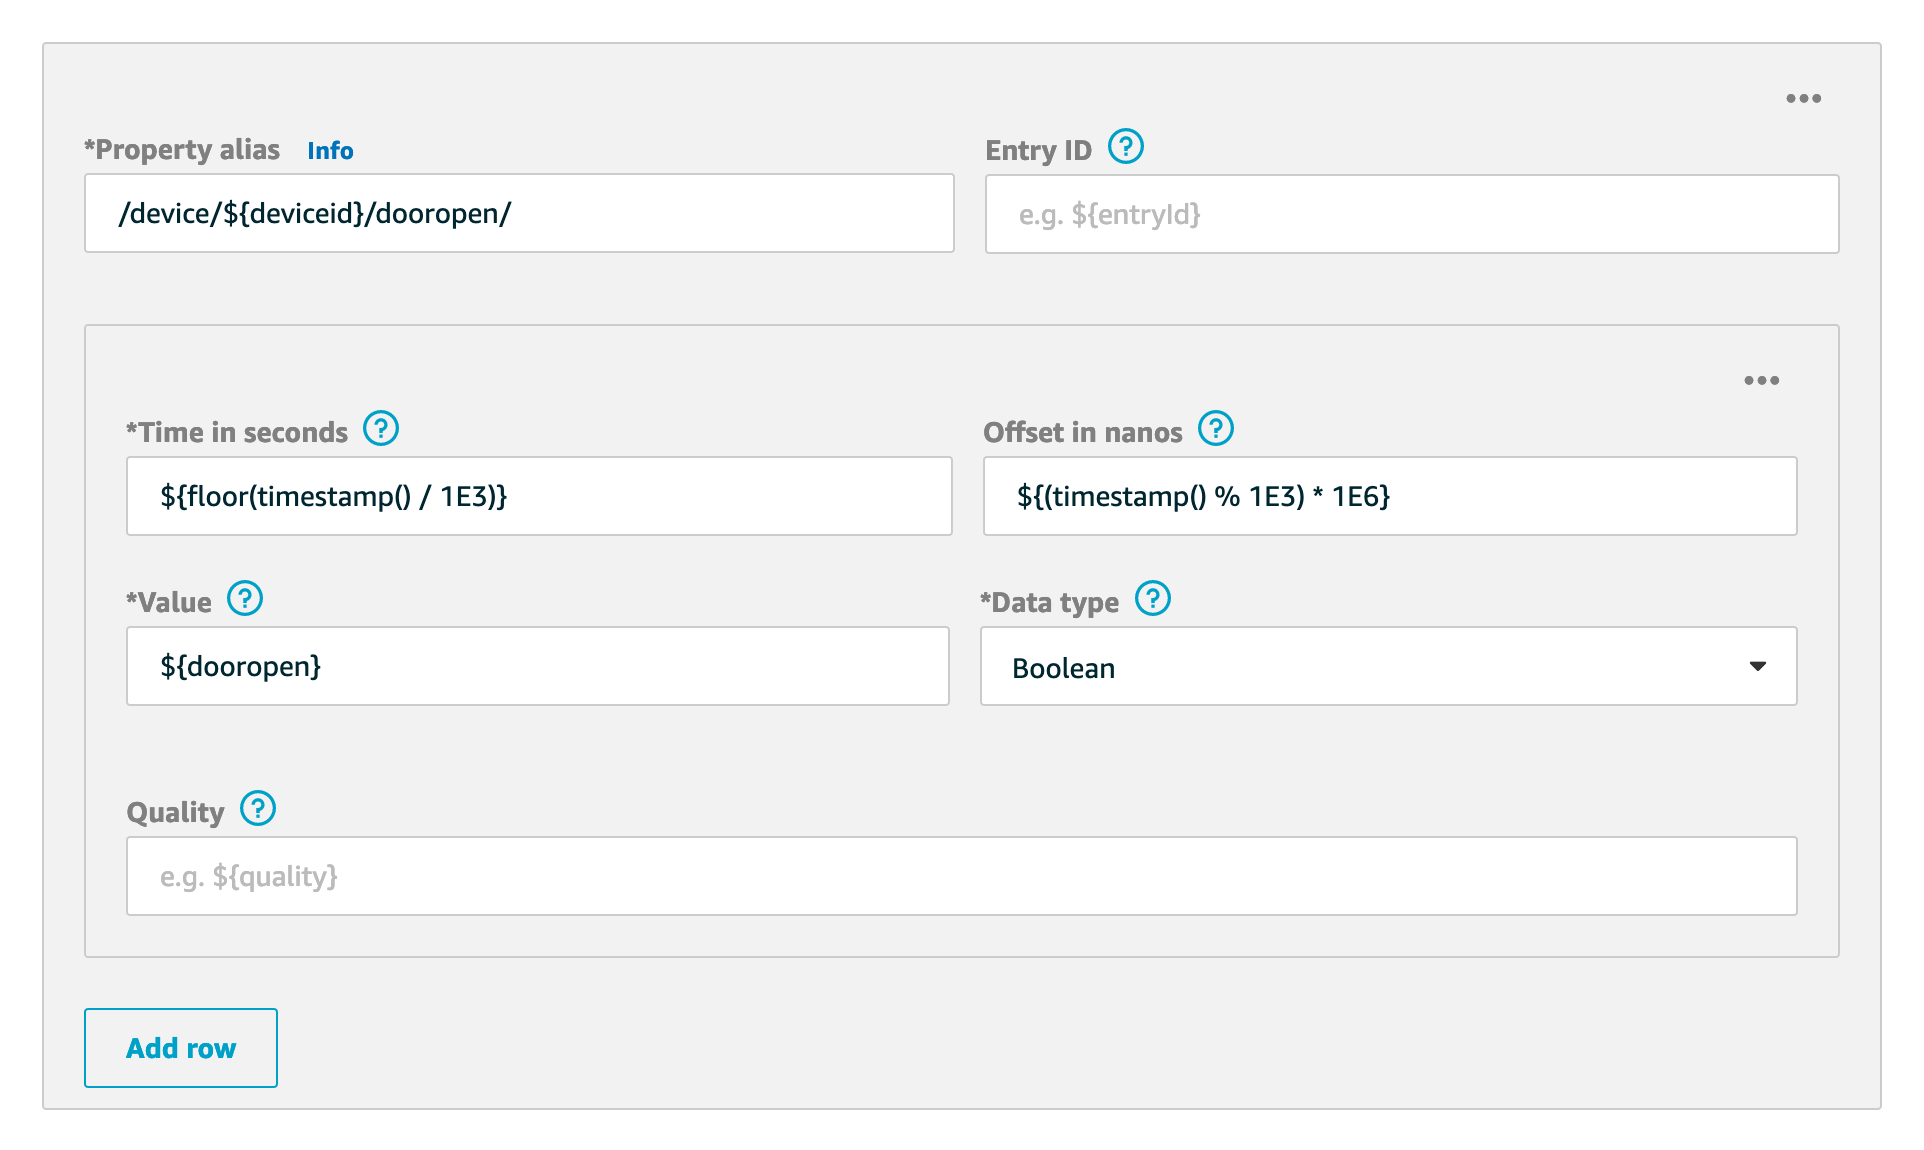 *Property alias Info
Entry ID ?
/device/${deviceid}/dooropen/
e.g. ${entryId}
*Time in seconds ?
Offset in nanos ?
${floor(timestamp() / 1E3)}
${(timestamp() % 1E3) * 1E6}
*Value ?
*Data type ?
${dooropen}
Boolean
Quality ?
e.g. ${quality}
Add row